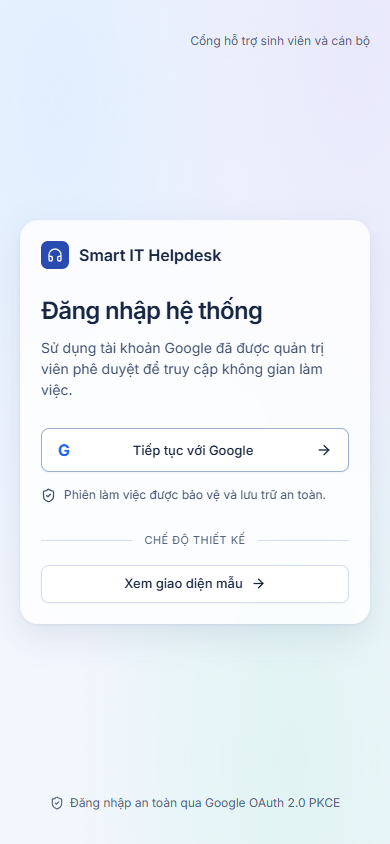 Cổng hỗ trợ sinh viên và cán bộ
Smart IT Helpdesk
Đăng nhập hệ thống
Sử dụng tài khoản Google đã được quản trị
viên phê duyệt để truy cập không gian làm
việc.
G Tiếp tục với Google
Phiên làm việc được bảo vệ và lưu trữ an toàn.
CHẾ ĐỘ THIẾT KẾ
Xem giao diện mẫu
Đăng nhập an toàn qua Google OAuth 2.0 PKCE